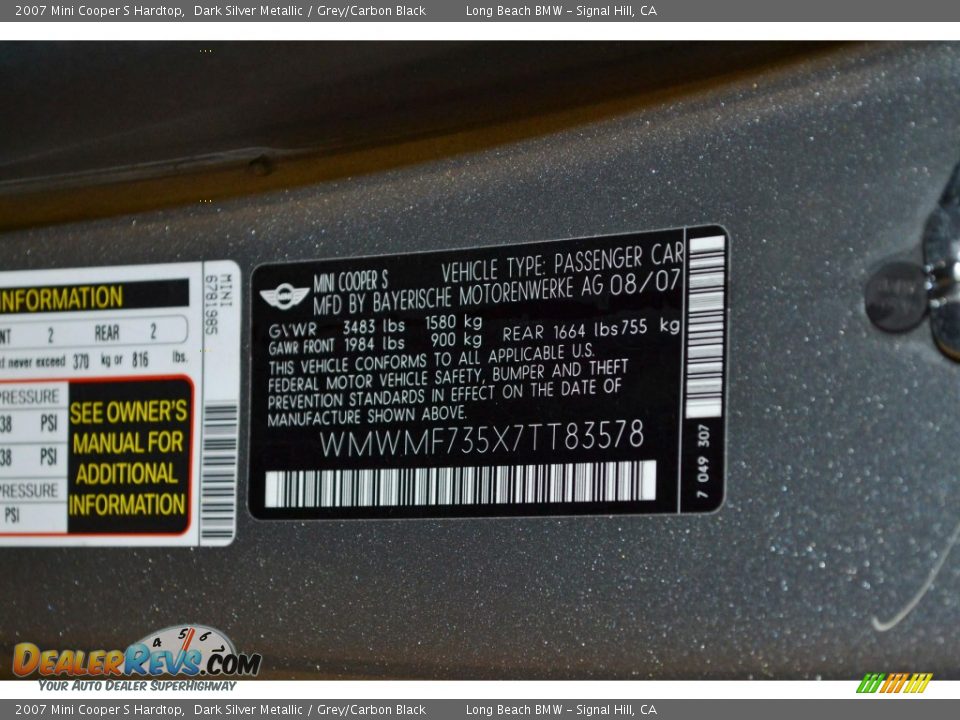 2007 Mini Cooper S Hardtop, Dark Silver Metallic / Grey/Carbon Black Long Beach BMW – Signal Hill, CA
INFORMATION
2 REAR 2
never exceed 370 kg or 816 lbs.
PRESSURE
38 PSI
38 PSI
PRESSURE
PSI
SEE OWNER'S
MANUAL FOR
ADDITIONAL
INFORMATION
MINI
6781985
MINI COOPER S VEHICLE TYPE: PASSENGER CAR
MFD BY BAYERISCHE MOTORENWERKE AG 08/07
GVWR 3483 lbs 1580 kg
GAWR FRONT 1984 lbs 900 kg REAR 1664 lbs 755 kg
THIS VEHICLE CONFORMS TO ALL APPLICABLE U.S.
FEDERAL MOTOR VEHICLE SAFETY, BUMPER AND THEFT
PREVENTION STANDARDS IN EFFECT ON THE DATE OF
MANUFACTURE SHOWN ABOVE.
WMWMF735X7TT83578
7 049 307
4 5 6
DEALERREVS.COM
YOUR AUTO DEALER SUPERHIGHWAY
2007 Mini Cooper S Hardtop, Dark Silver Metallic / Grey/Carbon Black Long Beach BMW – Signal Hill, CA